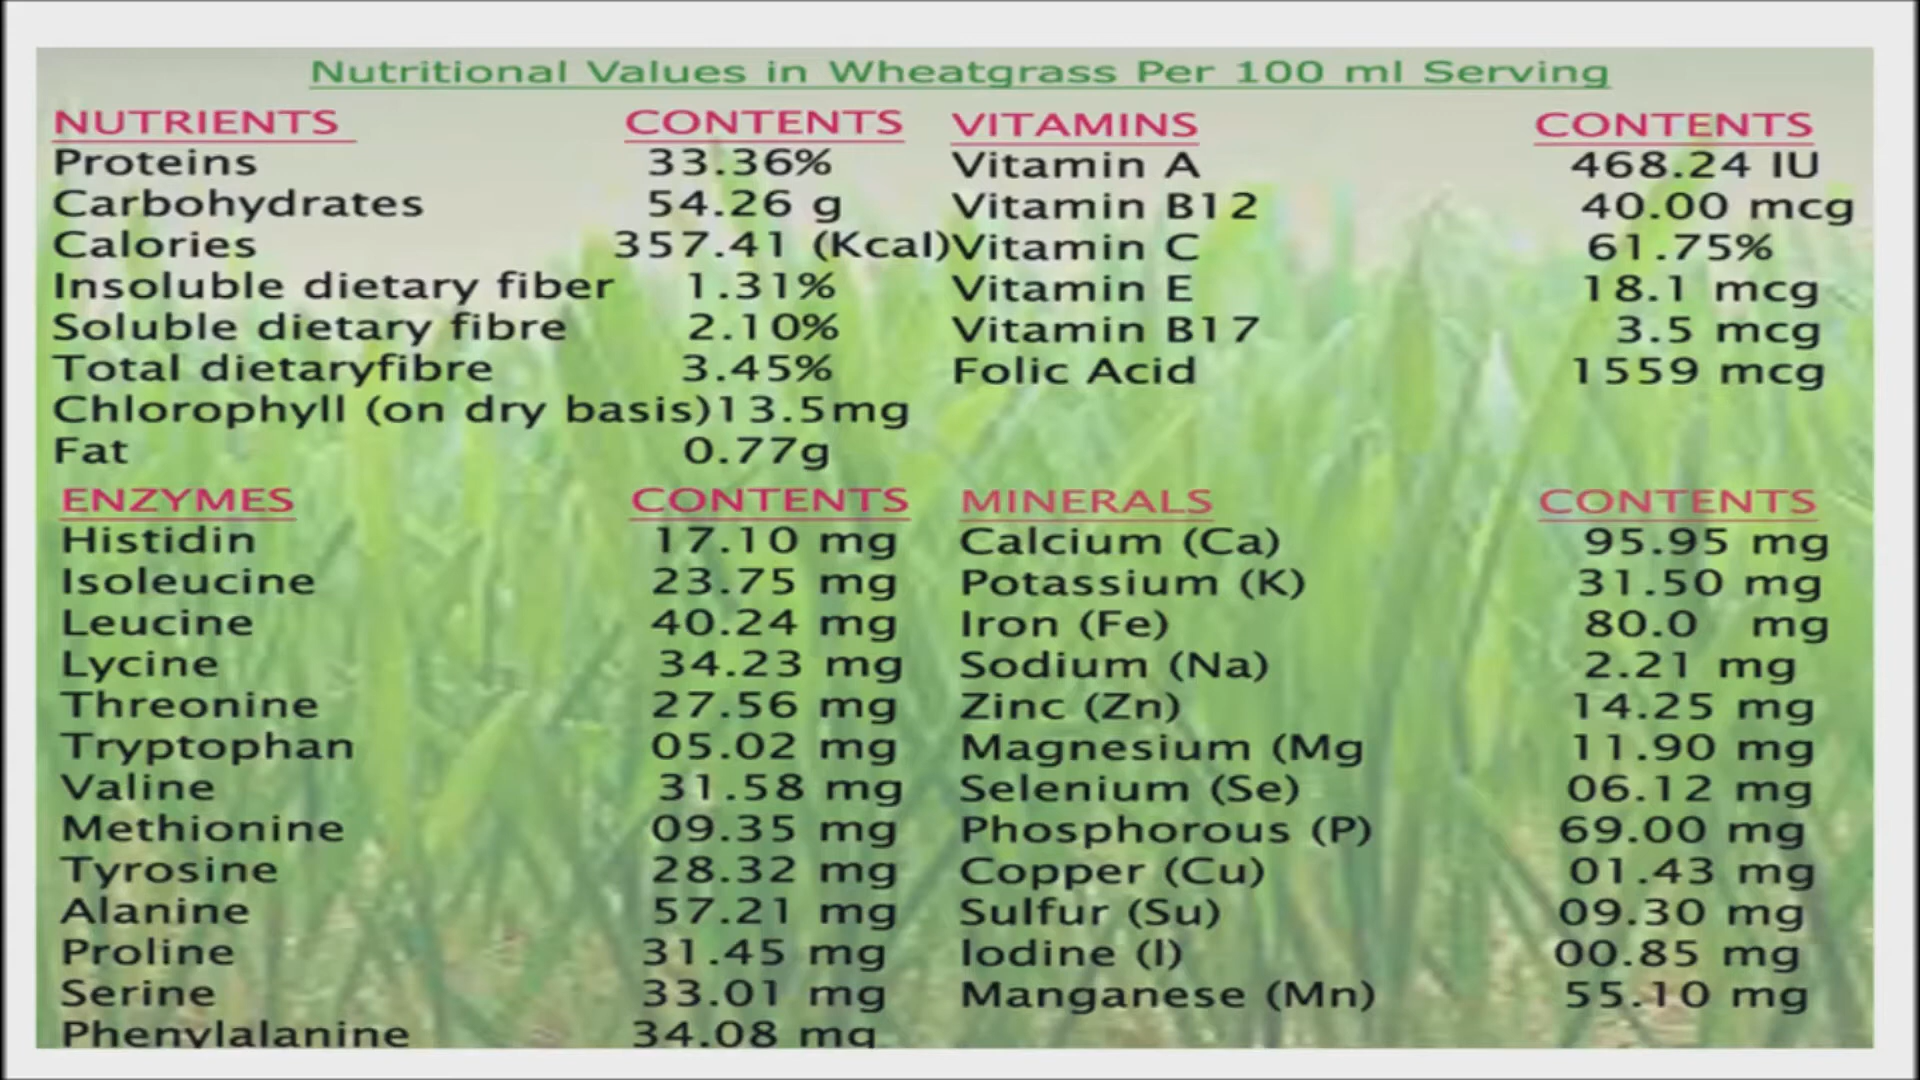 Nutritional Values in Wheatgrass Per 100 ml Serving
NUTRIENTS CONTENTS
Proteins 33.36%
Carbohydrates 54.26 g
Calories 357.41 (Kcal)
Insoluble dietary fiber 1.31%
Soluble dietary fibre 2.10%
Total dietaryfibre 3.45%
Chlorophyll (on dry basis) 13.5mg
Fat 0.77g
VITAMINS CONTENTS
Vitamin A 468.24 IU
Vitamin B12 40.00 mcg
Vitamin C 61.75%
Vitamin E 18.1 mcg
Vitamin B17 3.5 mcg
Folic Acid 1559 mcg
ENZYMES CONTENTS
Histidin 17.10 mg
Isoleucine 23.75 mg
Leucine 40.24 mg
Lycine 34.23 mg
Threonine 27.56 mg
Tryptophan 05.02 mg
Valine 31.58 mg
Methionine 09.35 mg
Tyrosine 28.32 mg
Alanine 57.21 mg
Proline 31.45 mg
Serine 33.01 mg
Phenylalanine 34.08 mg
MINERALS CONTENTS
Calcium (Ca) 95.95 mg
Potassium (K) 31.50 mg
Iron (Fe) 80.0 mg
Sodium (Na) 2.21 mg
Zinc (Zn) 14.25 mg
Magnesium (Mg 11.90 mg
Selenium (Se) 06.12 mg
Phosphorous (P) 69.00 mg
Copper (Cu) 01.43 mg
Sulfur (Su) 09.30 mg
Iodine (I) 00.85 mg
Manganese (Mn) 55.10 mg